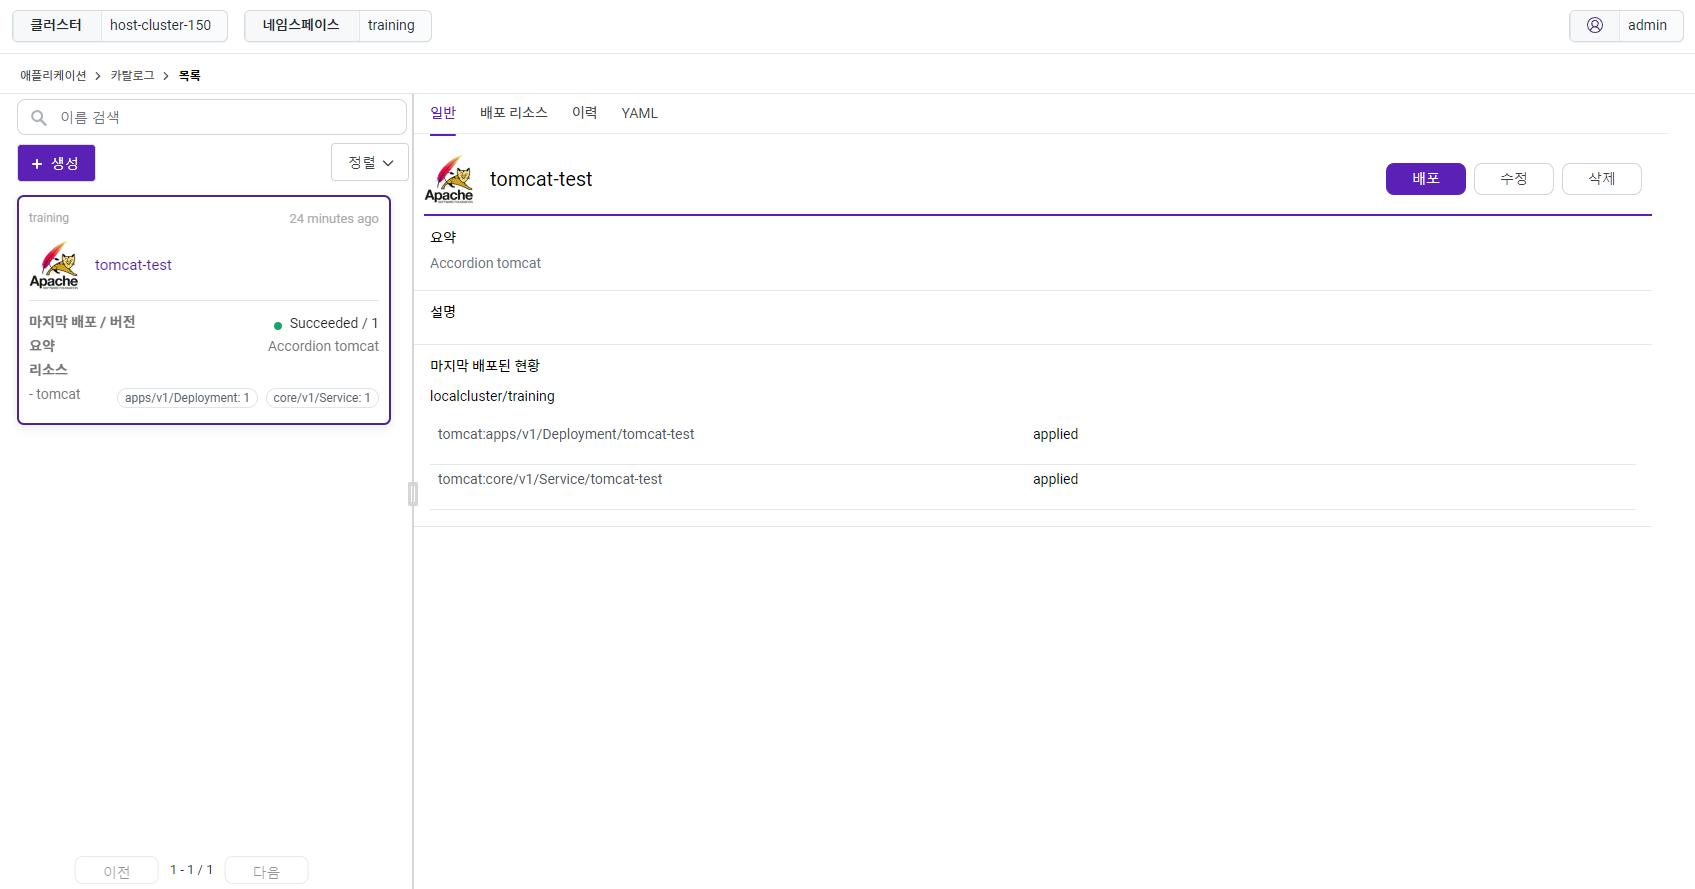 클러스터 host-cluster-150 네임스페이스 training admin
애플리케이션 > 카탈로그 > 목록
이름 검색
+ 생성
정렬
training 24 minutes ago
Apache
tomcat-test
마지막 배포 / 버전 Succeeded / 1
요약 Accordion tomcat
리소스
- tomcat apps/v1/Deployment: 1 core/v1/Service: 1
이전 1 - 1 / 1 다음
일반 배포 리소스 이력 YAML
Apache
tomcat-test
배포 수정 삭제
요약
Accordion tomcat
설명
마지막 배포된 현황
localcluster/training
tomcat:apps/v1/Deployment/tomcat-test applied
tomcat:core/v1/Service/tomcat-test applied